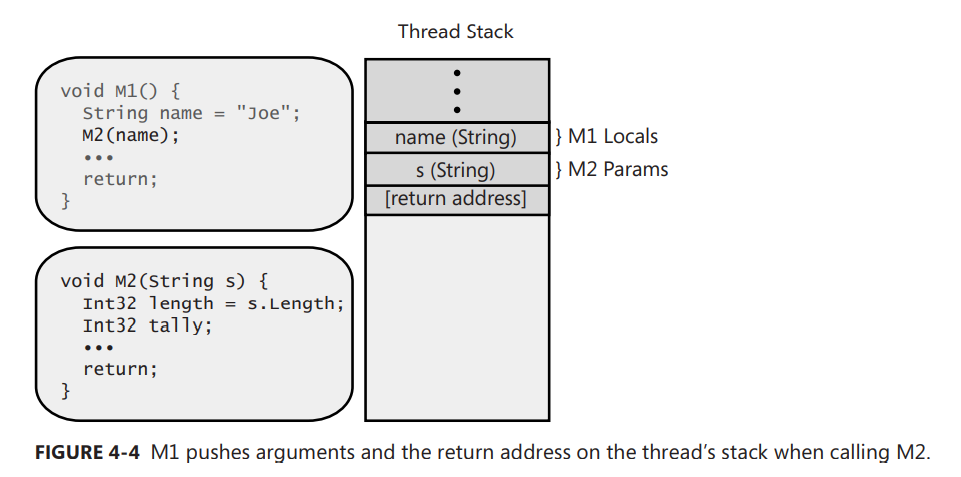 Thread Stack
void M1() {
String name = "Joe";
M2(name);
•••
return;
}
name (String)
} M1 Locals
s (String)
} M2 Params
[return address]
void M2(String s) {
Int32 length = s.Length;
Int32 tally;
•••
return;
}
FIGURE 4-4 M1 pushes arguments and the return address on the thread's stack when calling M2.